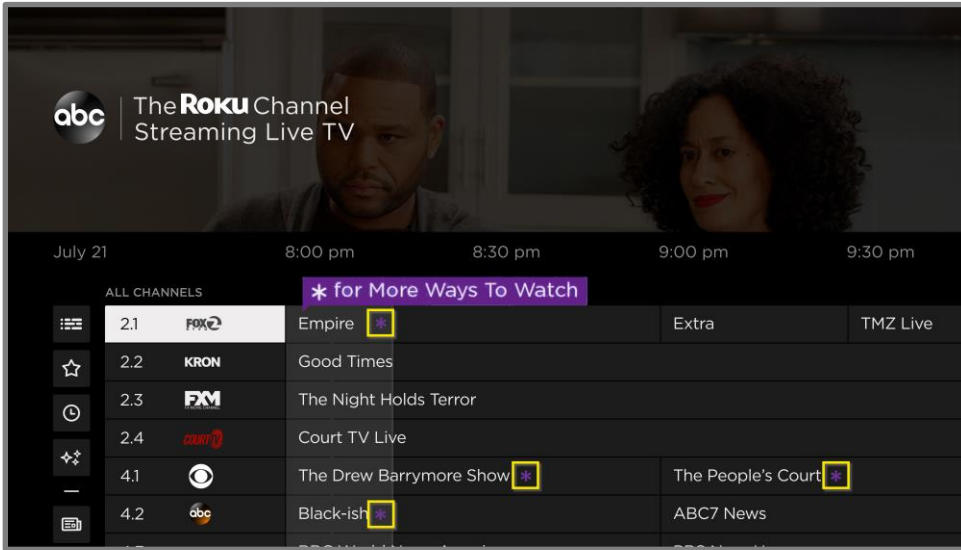 abc
The ROKU Channel
Streaming Live TV
July 21 8:00 pm 8:30 pm 9:00 pm 9:30 pm
ALL CHANNELS
* for More Ways To Watch
2.1 FOX 2 Empire * Extra TMZ Live
2.2 KRON Good Times
2.3 FXM The Night Holds Terror
2.4 COURT TV Court TV Live
4.1 The Drew Barrymore Show * The People's Court *
4.2 abc Black-ish * ABC7 News